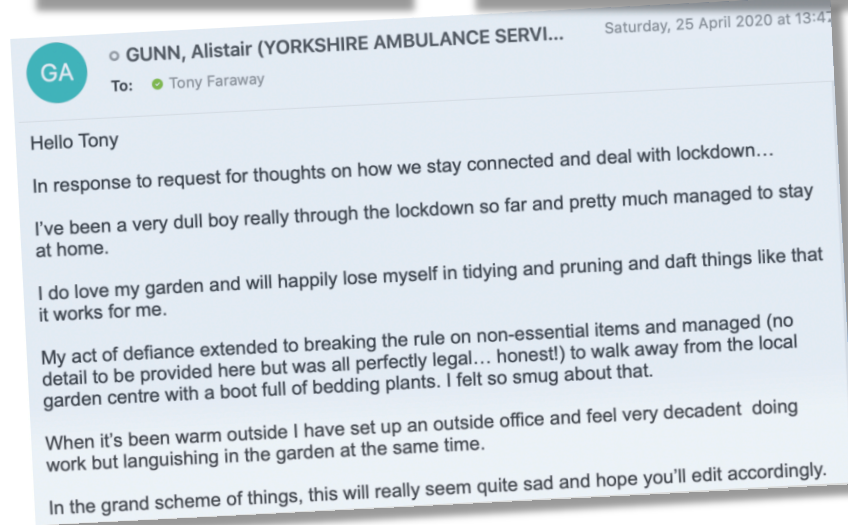 GA
GUNN, Alistair (YORKSHIRE AMBULANCE SERVI...
Saturday, 25 April 2020 at 13:47
To: Tony Faraway
Hello Tony
In response to request for thoughts on how we stay connected and deal with lockdown…
I've been a very dull boy really through the lockdown so far and pretty much managed to stay
at home.
I do love my garden and will happily lose myself in tidying and pruning and daft things like that
it works for me.
My act of defiance extended to breaking the rule on non-essential items and managed (no
detail to be provided here but was all perfectly legal… honest!) to walk away from the local
garden centre with a boot full of bedding plants. I felt so smug about that.
When it's been warm outside I have set up an outside office and feel very decadent  doing
work but languishing in the garden at the same time.
In the grand scheme of things, this will really seem quite sad and hope you'll edit accordingly.